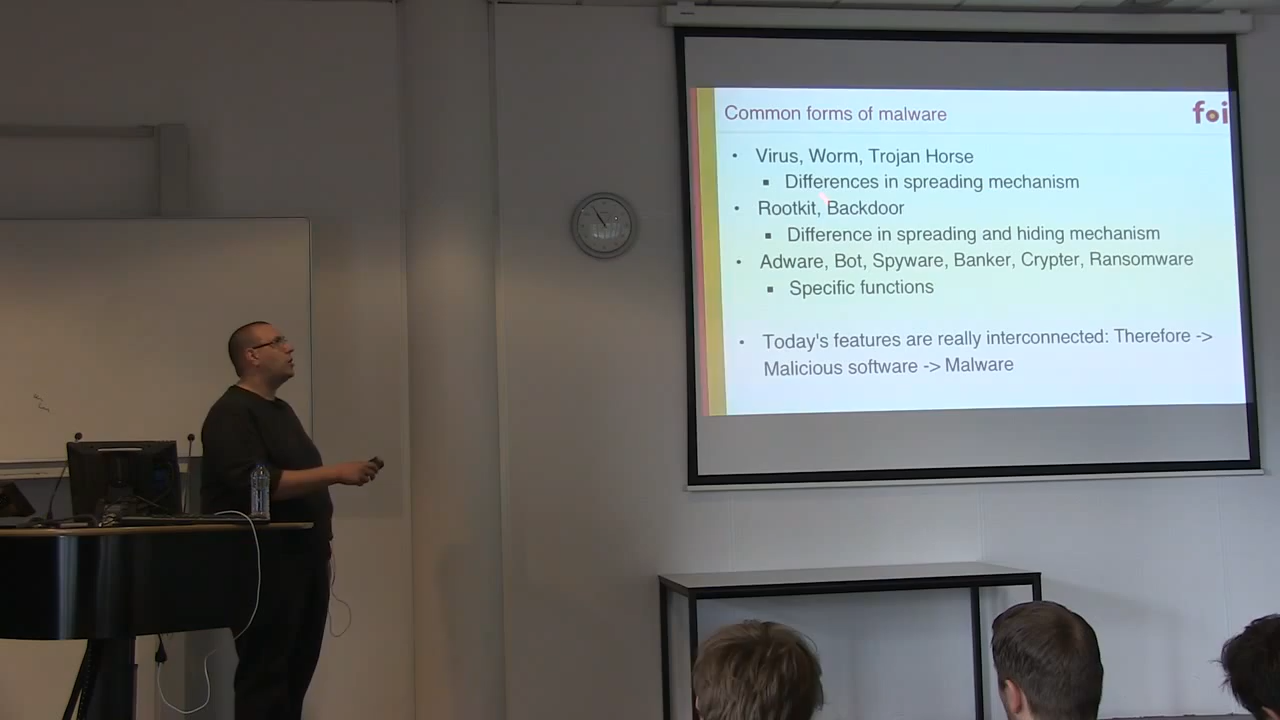 Common forms of malware
foi
• Virus, Worm, Trojan Horse
▪ Differences in spreading mechanism
• Rootkit, Backdoor
▪ Difference in spreading and hiding mechanism
• Adware, Bot, Spyware, Banker, Crypter, Ransomware
▪ Specific functions
• Today's features are really interconnected: Therefore ->
Malicious software -> Malware